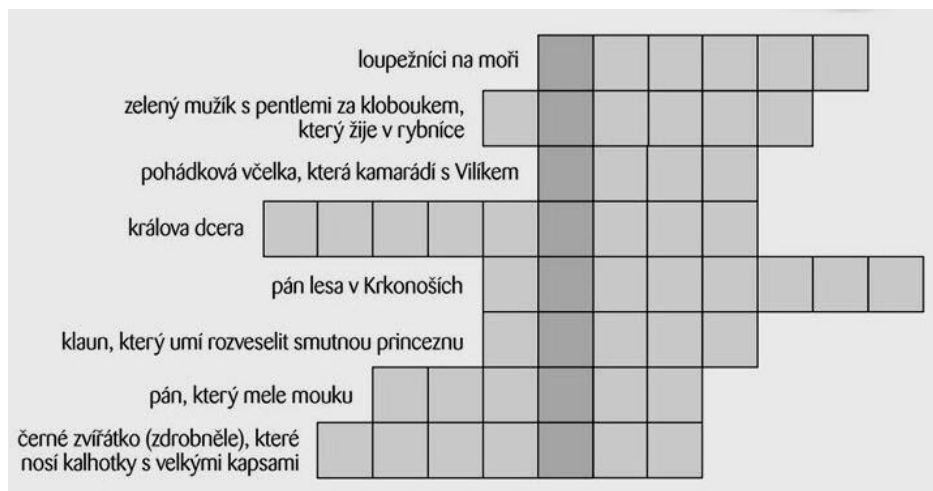 loupežníci na moři
zelený mužík s pentlemi za kloboukem,
který žije v rybníce
pohádková včelka, která kamarádí s Vilíkem
králova dcera
pán lesa v Krkonoších
klaun, který umí rozveselit smutnou princeznu
pán, který mele mouku
černé zvířátko (zdrobněle), které
nosí kalhotky s velkými kapsami